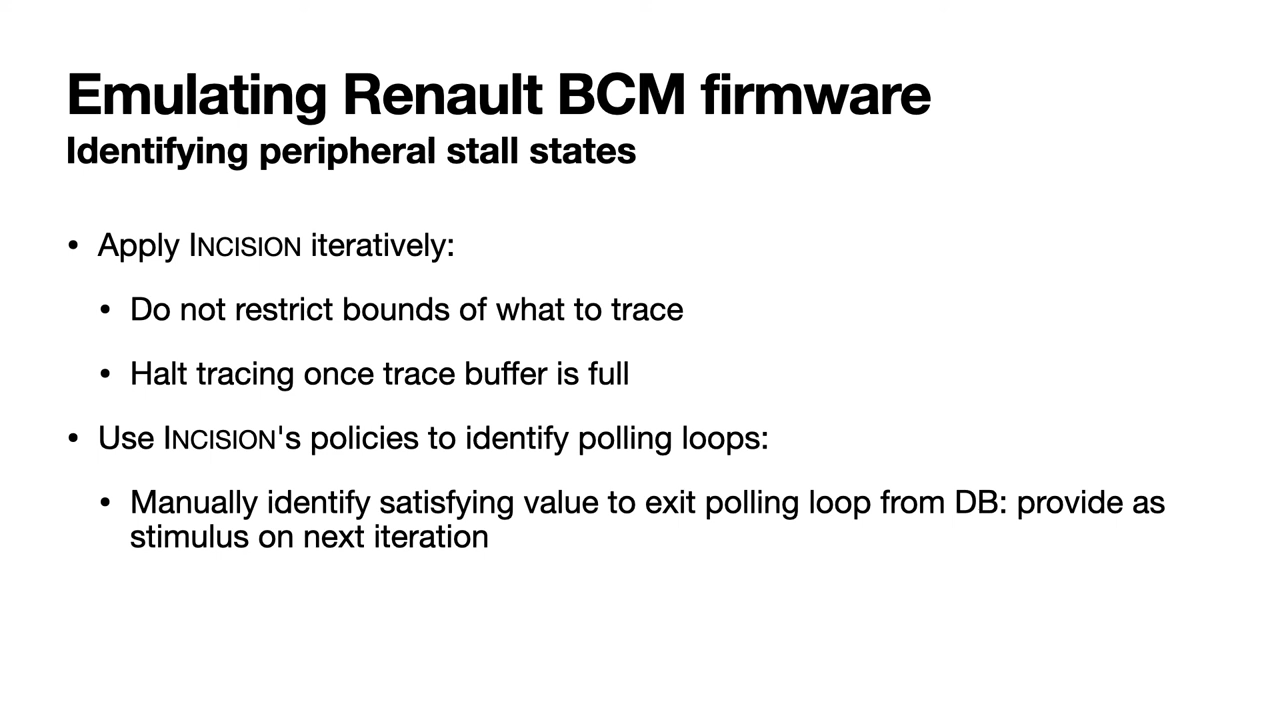 Emulating Renault BCM firmware
Identifying peripheral stall states
• Apply INCISION iteratively:
• Do not restrict bounds of what to trace
• Halt tracing once trace buffer is full
• Use INCISION's policies to identify polling loops:
• Manually identify satisfying value to exit polling loop from DB: provide as
stimulus on next iteration